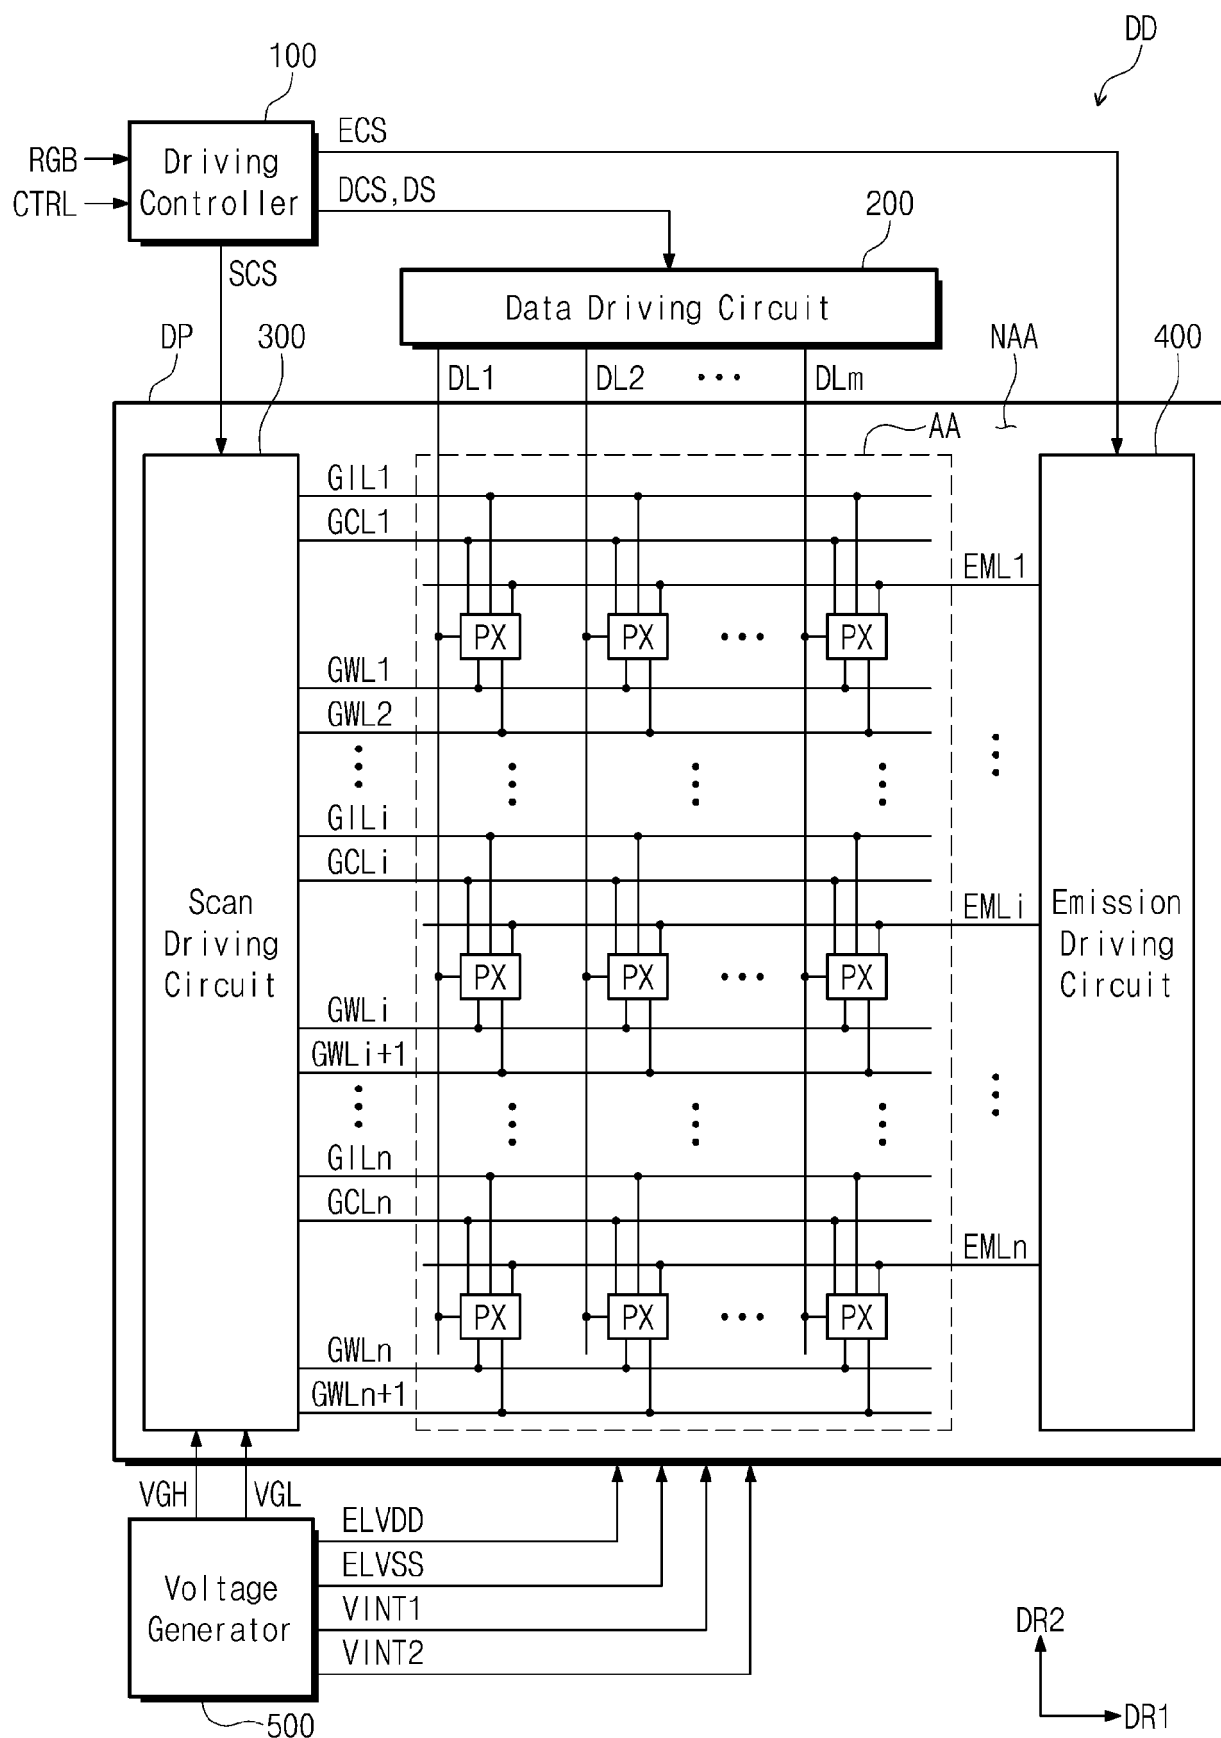 DD
100
ECS
RGB
Driving
Controller
CTRL
DCS,DS
200
SCS
Data Driving Circuit
DP
300
NAA
400
DL1
DL2
DLm
AA
GIL1
GCL1
EML1
PX PX PX
GWL1
GWL2
GILi
GCLi
EMLi
Scan
Driving
Circuit
Emission
Driving
Circuit
PX PX PX
GWLi
GWLi+1
GILn
GCLn
EMLn
PX PX PX
GWLn
GWLn+1
VGH
VGL
ELVDD
ELVSS
Voltage
Generator
VINT1
VINT2
500
DR2
DR1